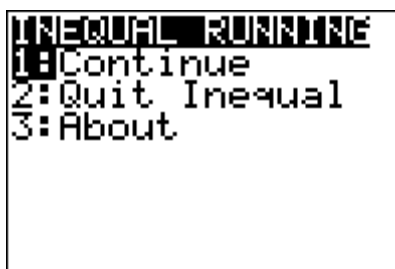 INEQUAL RUNNING
1:Continue
2:Quit Inequal
3:About